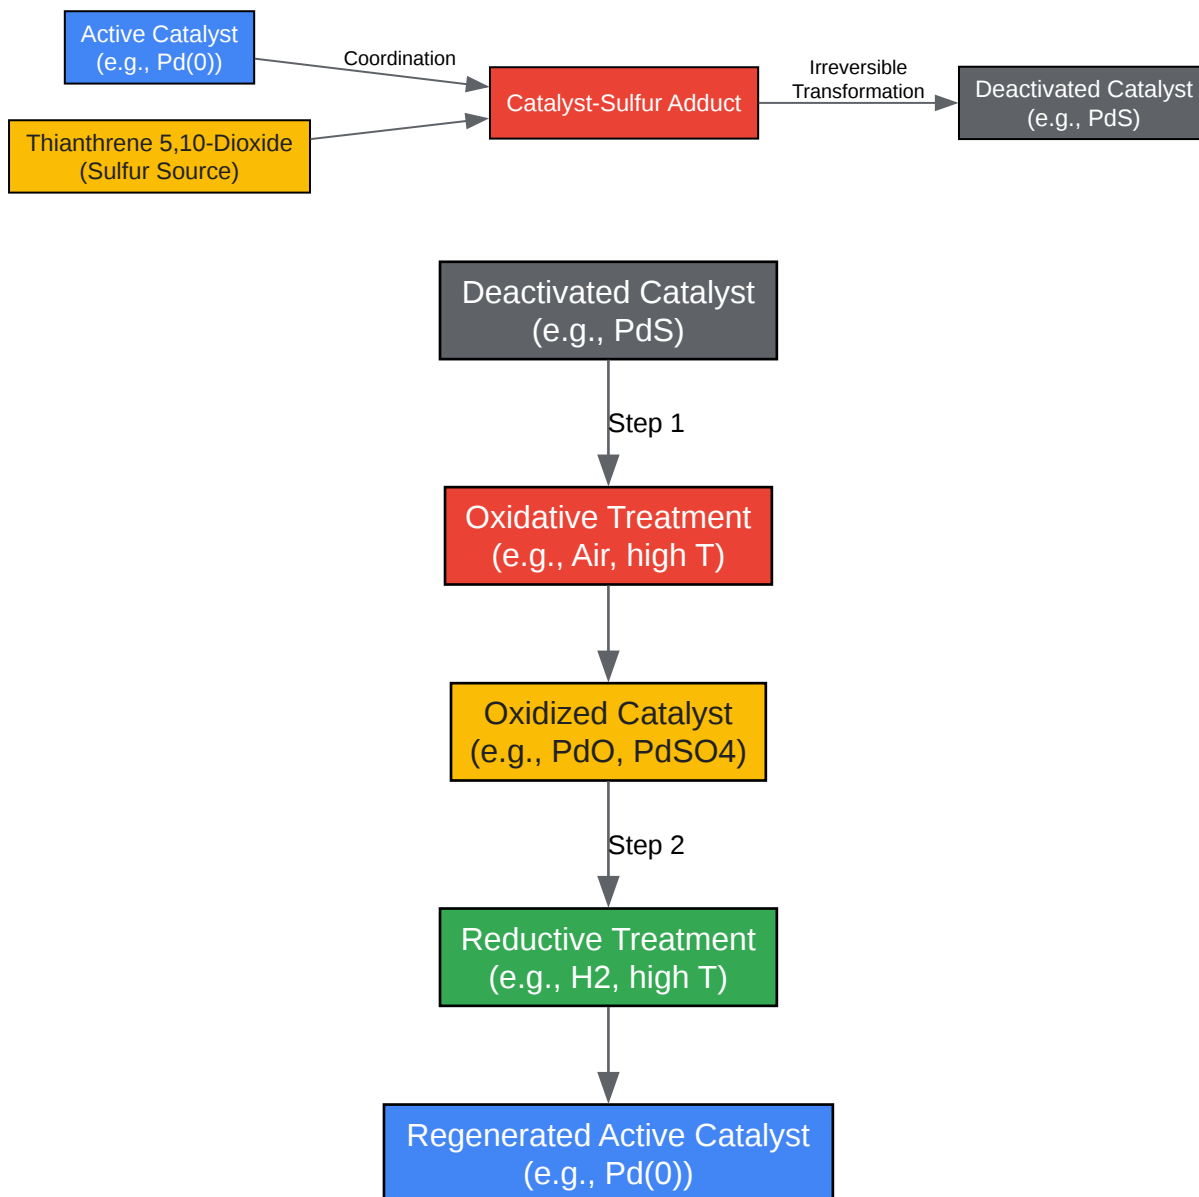 Active Catalyst
(e.g., Pd(0))
Coordination
Thianthrene 5,10-Dioxide
(Sulfur Source)
Catalyst-Sulfur Adduct
Irreversible
Transformation
Deactivated Catalyst
(e.g., PdS)
Deactivated Catalyst
(e.g., PdS)
Step 1
Oxidative Treatment
(e.g., Air, high T)
Oxidized Catalyst
(e.g., PdO, PdSO4)
Step 2
Reductive Treatment
(e.g., H2, high T)
Regenerated Active Catalyst
(e.g., Pd(0))